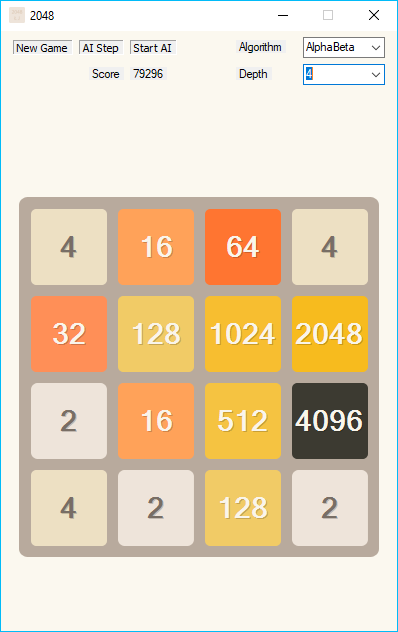 2048
New Game AI Step Start AI Algorithm AlphaBeta
Score 79296 Depth 4
4 16 64 4
32 128 1024 2048
2 16 512 4096
4 2 128 2